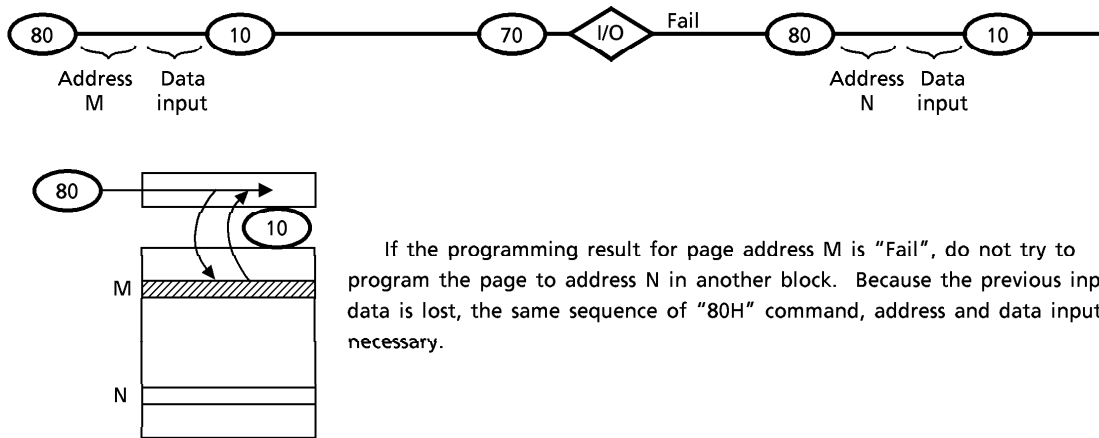 80 10 70 I/O Fail 80 10
Address M Data input Address N Data input
80
10
M
N
If the programming result for page address M is “Fail”, do not try to
program the page to address N in another block. Because the previous inp
data is lost, the same sequence of “80H” command, address and data input
necessary.